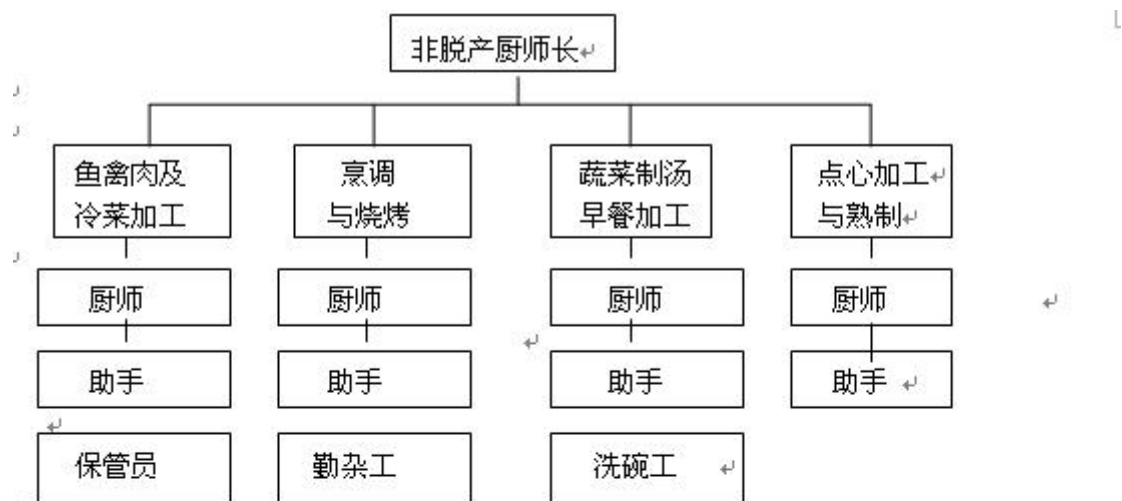 非脱产厨师长
鱼禽肉及
冷菜加工
烹调
与烧烤
蔬菜制汤
早餐加工
点心加工
与熟制
厨师
厨师
厨师
厨师
助手
助手
助手
助手
保管员
勤杂工
洗碗工